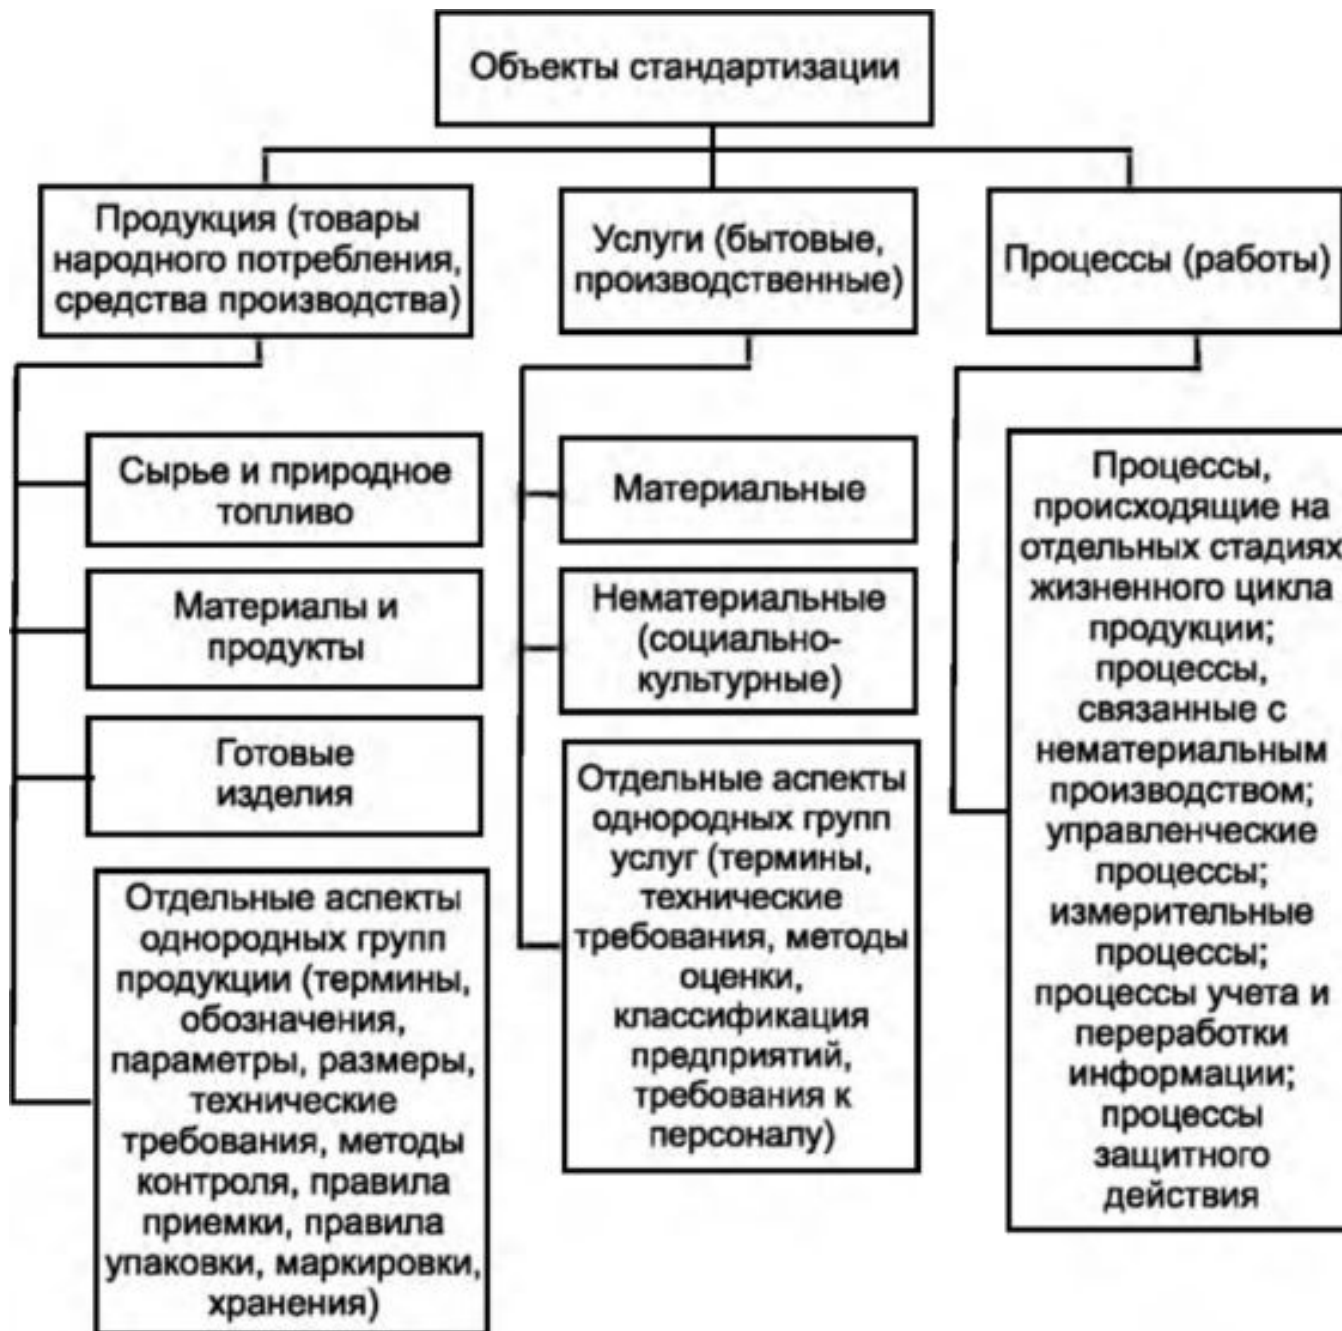 Объекты стандартизации
Продукция (товары
народного потребления,
средства производства)
Сырье и природное
топливо
Материалы и
продукты
Готовые
изделия
Отдельные аспекты
однородных групп
продукции (термины,
обозначения,
параметры, размеры,
технические
требования, методы
контроля, правила
приемки, правила
упаковки, маркировки,
хранения)
Услуги (бытовые,
производственные)
Материальные
Нематериальные
(социально-
культурные)
Отдельные аспекты
однородных групп
услуг (термины,
технические
требования, методы
оценки,
классификация
предприятий,
требования к
персоналу)
Процессы (работы)
Процессы,
происходящие на
отдельных стадиях
жизненного цикла
продукции;
процессы,
связанные с
нематериальным
производством;
управленческие
процессы;
измерительные
процессы;
процессы учета и
переработки
информации;
процессы
защитного
действия